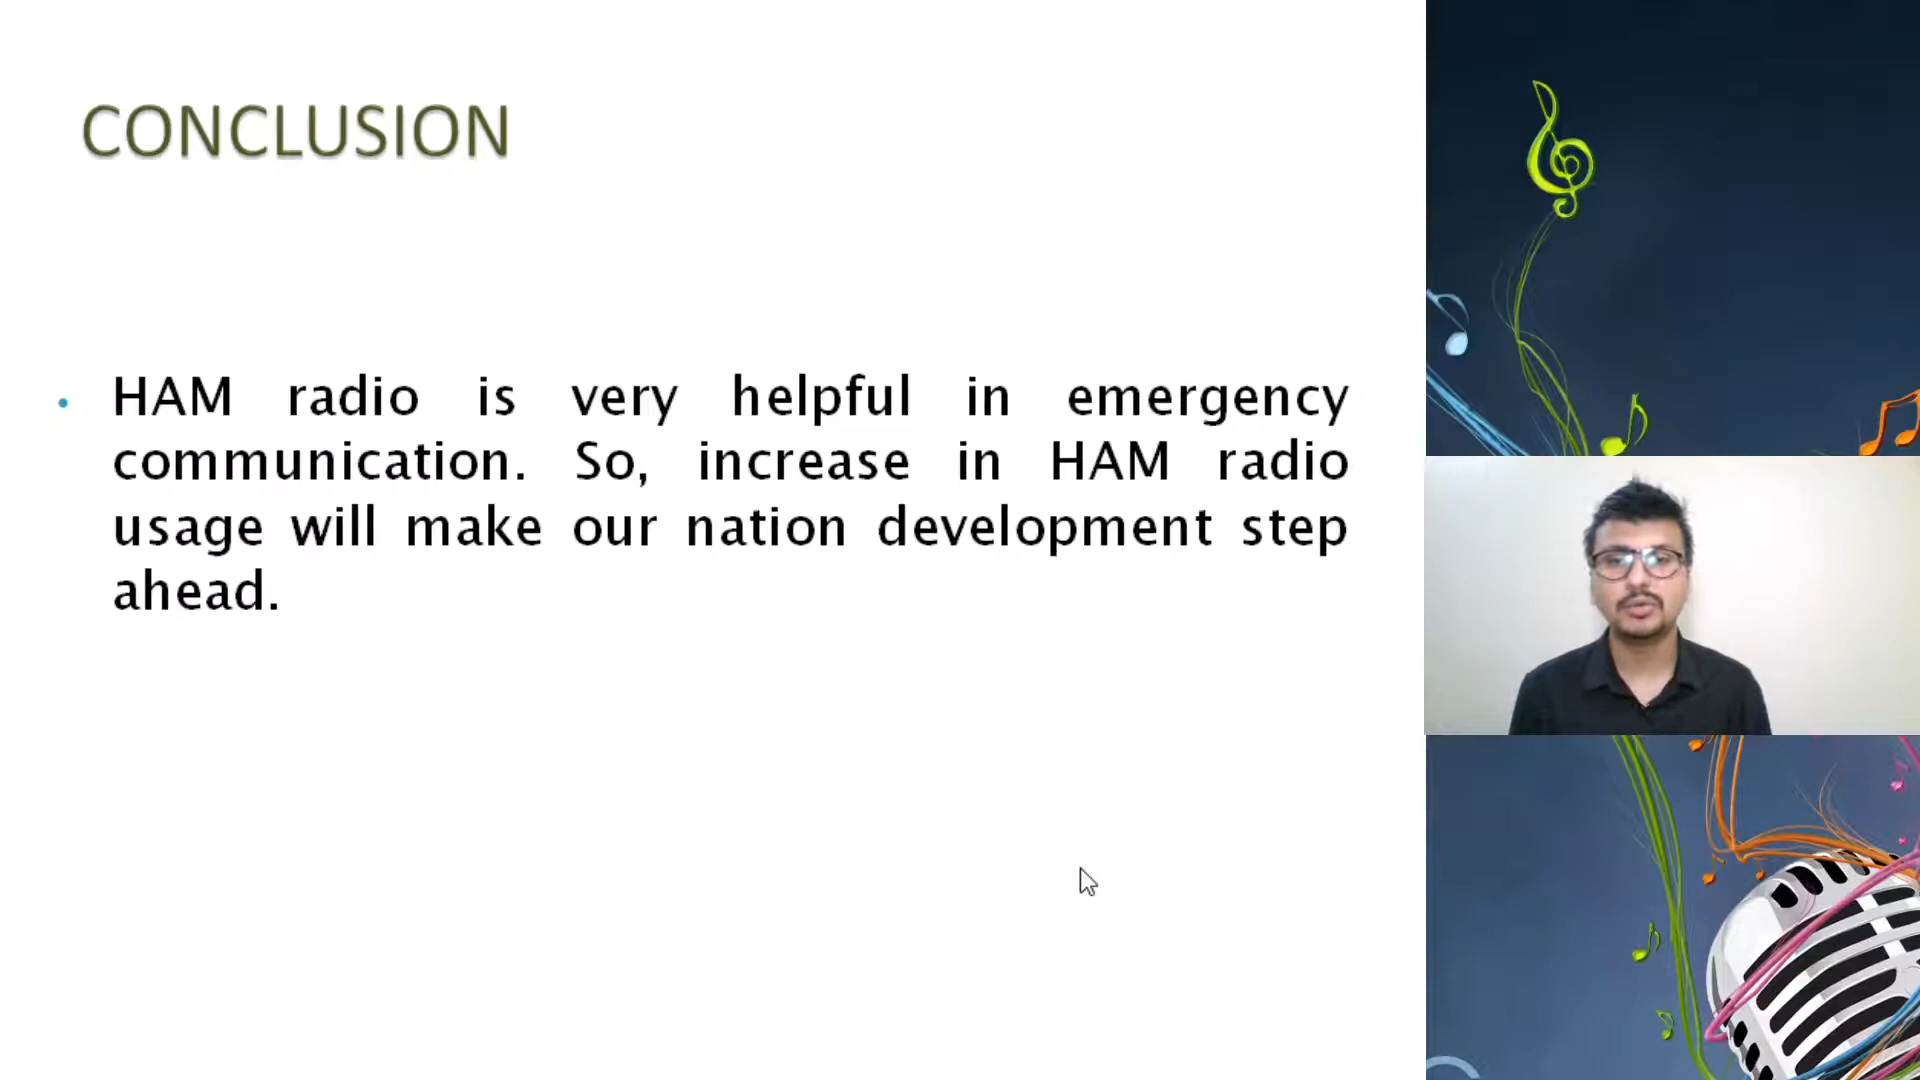 CONCLUSION
• HAM radio is very helpful in emergency
communication. So, increase in HAM radio
usage will make our nation development step
ahead.